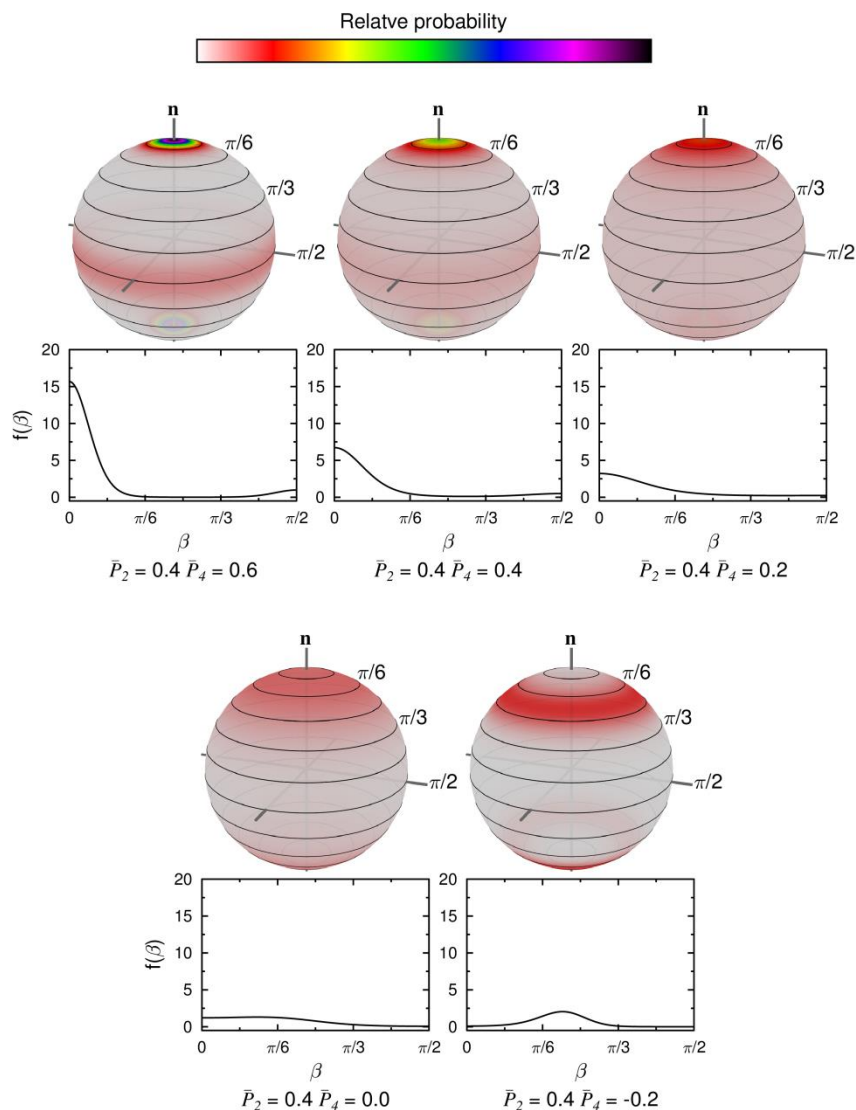 Relatve probability
n n n
π/6 π/6 π/6
π/3 π/3 π/3
π/2 π/2 π/2
20 20 20
15 15 15
f(β) 10 10 10
5 5 5
0 0 0
0 π/6 π/3 π/2 0 π/6 π/3 π/2 0 π/6 π/3 π/2
β β β
P̄₂ = 0.4 P̄₄ = 0.6 P̄₂ = 0.4 P̄₄ = 0.4 P̄₂ = 0.4 P̄₄ = 0.2
n n
π/6 π/6
π/3 π/3
π/2 π/2
20 20
15 15
f(β) 10 10
5 5
0 0
0 π/6 π/3 π/2 0 π/6 π/3 π/2
β β
P̄₂ = 0.4 P̄₄ = 0.0 P̄₂ = 0.4 P̄₄ = -0.2